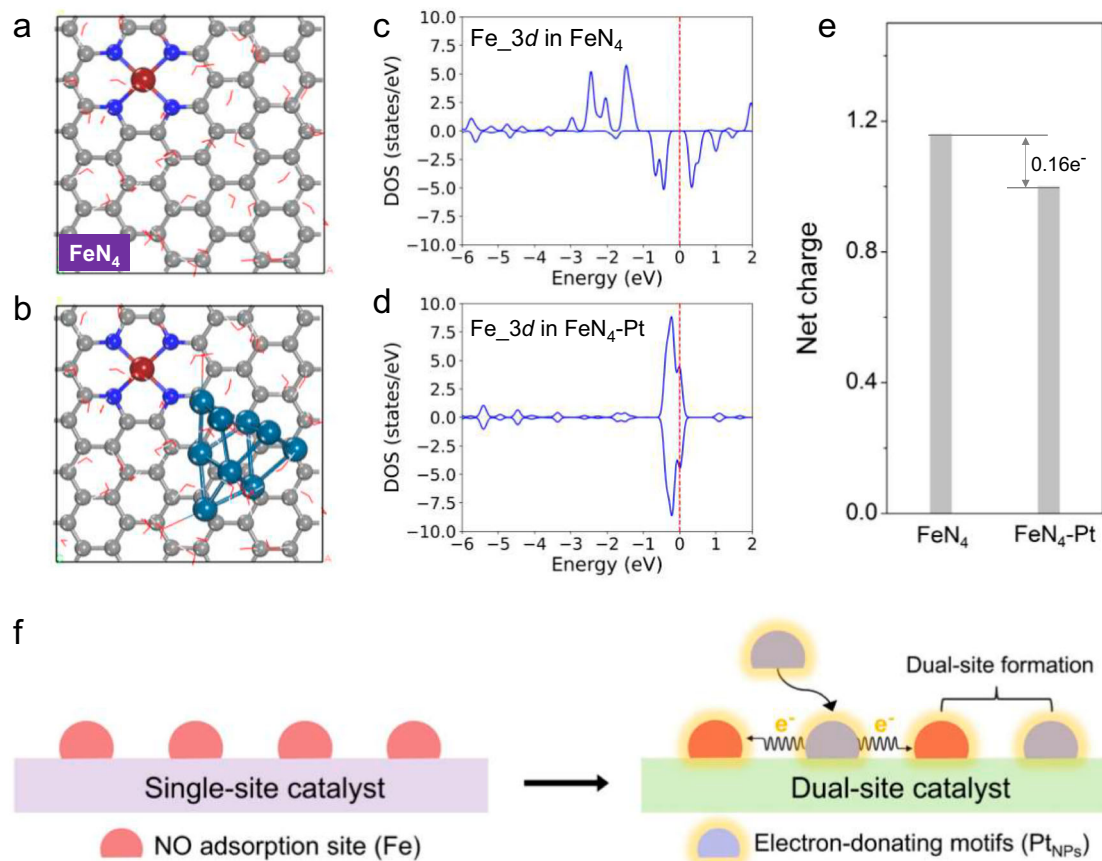 a
FeN₄
b
c
Fe_3d in FeN₄
DOS (states/eV)
10.0
7.5
5.0
2.5
0.0
−2.5
−5.0
−7.5
−10.0
−6 −5 −4 −3 −2 −1 0 1 2
Energy (eV)
d
Fe_3d in FeN₄-Pt
DOS (states/eV)
10.0
7.5
5.0
2.5
0.0
−2.5
−5.0
−7.5
−10.0
−6 −5 −4 −3 −2 −1 0 1 2
Energy (eV)
e
Net charge
1.2
0.8
0.4
0.0
0.16e⁻
FeN₄ FeN₄-Pt
f
Single-site catalyst
NO adsorption site (Fe)
Dual-site formation
e⁻ e⁻
Dual-site catalyst
Electron-donating motifs (Pt_NPs)